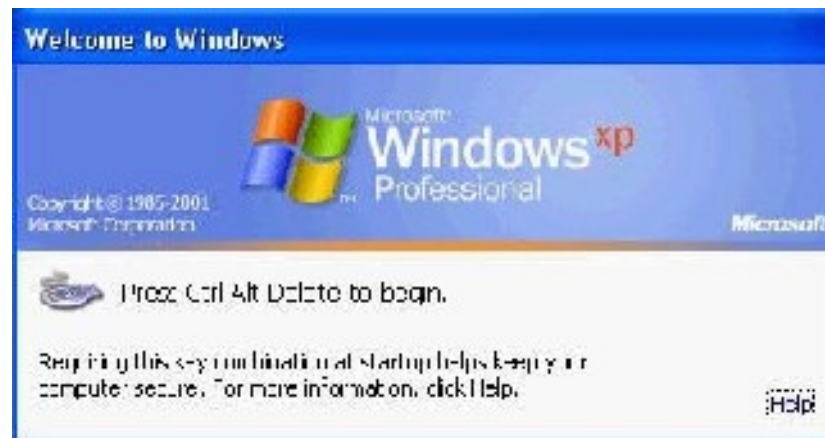 Welcome to Windows
Microsoft
Windows xp
Professional
Copyright © 1985-2001
Microsoft Corporation
Microsoft
Press Ctrl Alt Delete to begin.
Requiring this key combination at startup helps keep your
computer secure. For more information, click Help.
Help